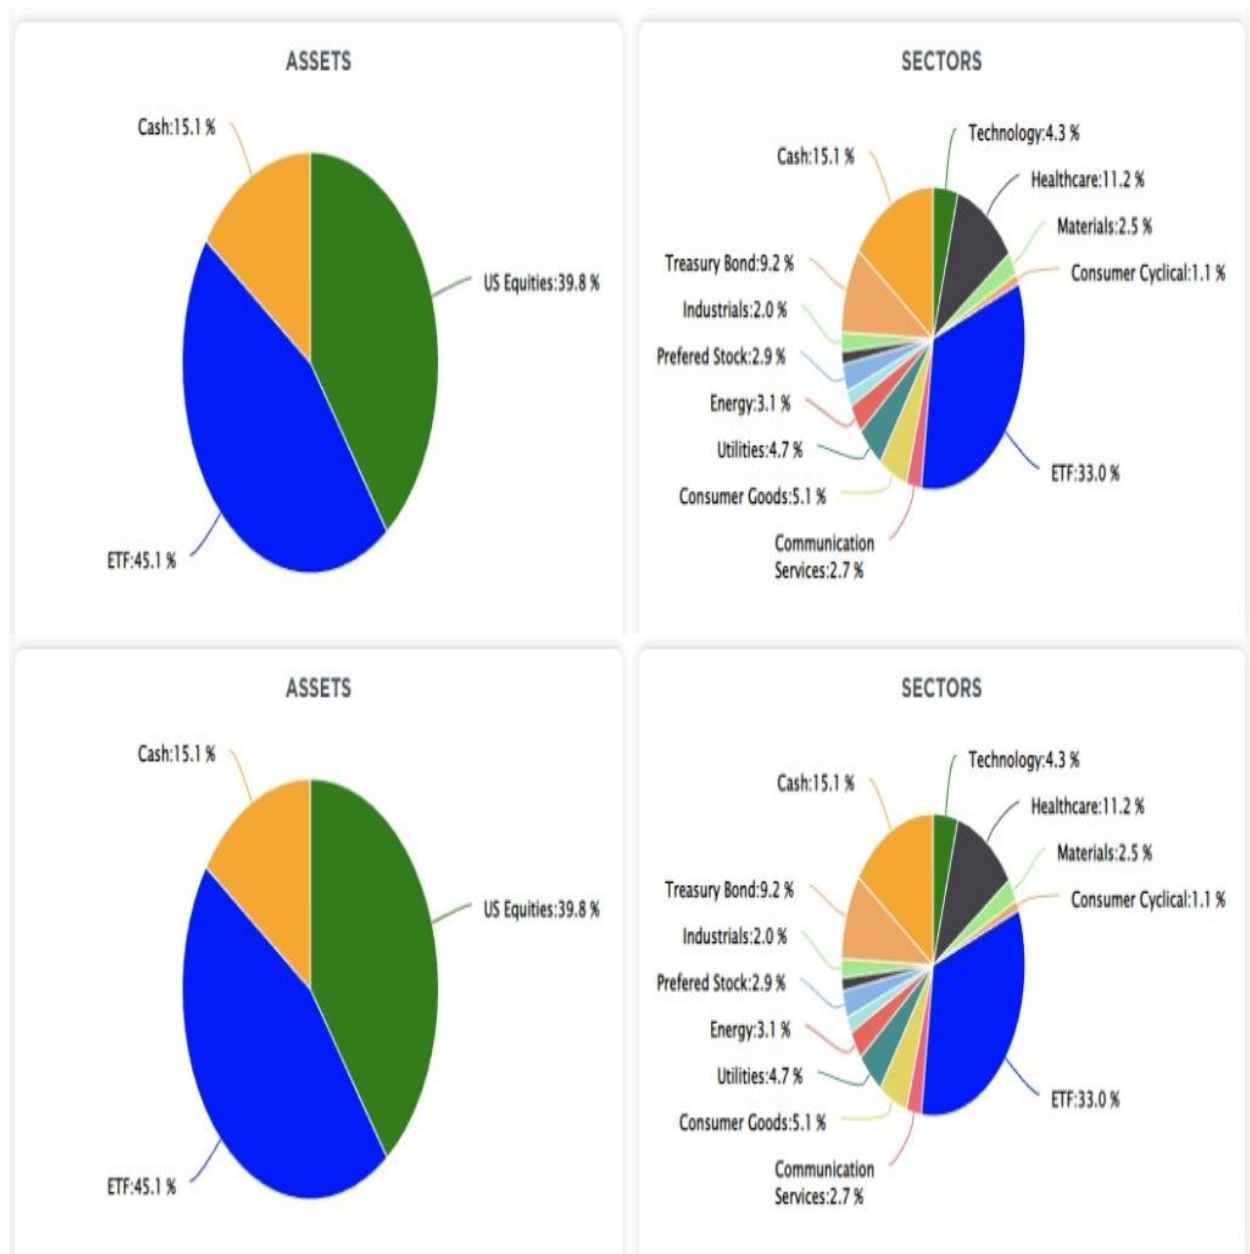 ASSETS
Cash:15.1 %
US Equities:39.8 %
ETF:45.1 %
SECTORS
Technology:4.3 %
Cash:15.1 %
Healthcare:11.2 %
Materials:2.5 %
Treasury Bond:9.2 %
Consumer Cyclical:1.1 %
Industrials:2.0 %
Prefered Stock:2.9 %
Energy:3.1 %
Utilities:4.7 %
ETF:33.0 %
Consumer Goods:5.1 %
Communication
Services:2.7 %
ASSETS
Cash:15.1 %
US Equities:39.8 %
ETF:45.1 %
SECTORS
Technology:4.3 %
Cash:15.1 %
Healthcare:11.2 %
Materials:2.5 %
Treasury Bond:9.2 %
Consumer Cyclical:1.1 %
Industrials:2.0 %
Prefered Stock:2.9 %
Energy:3.1 %
Utilities:4.7 %
ETF:33.0 %
Consumer Goods:5.1 %
Communication
Services:2.7 %